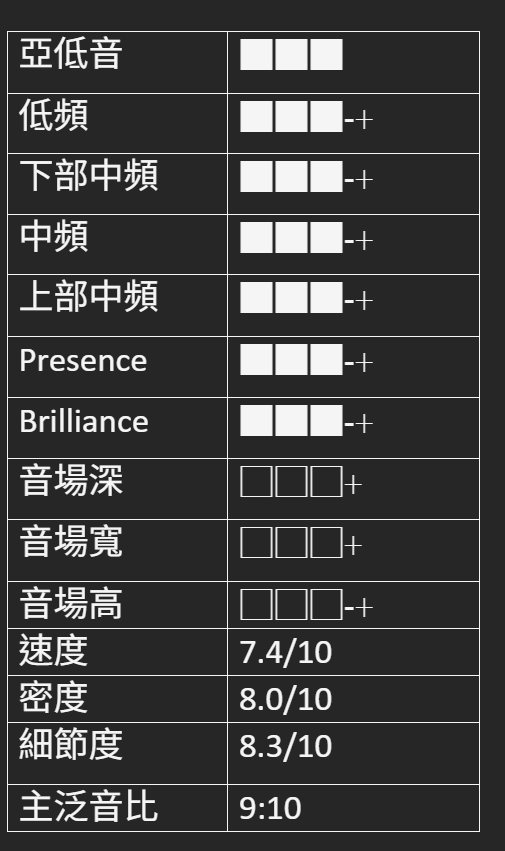 亞低音 ■■■
低頻 ■■■-+
下部中頻 ■■■-+
中頻 ■■■-+
上部中頻 ■■■-+
Presence ■■■-+
Brilliance ■■■-+
音場深 □□□+
音場寬 □□□+
音場高 □□□-+
速度 7.4/10
密度 8.0/10
細節度 8.3/10
主泛音比 9:10